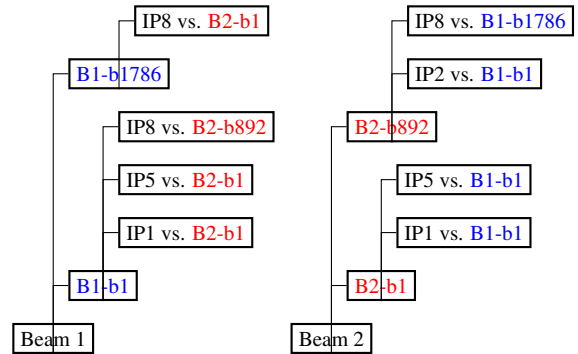 IP8 vs. B2-b1
B1-b1786
IP8 vs. B2-b892
IP5 vs. B2-b1
IP1 vs. B2-b1
B1-b1
Beam 1
IP8 vs. B1-b1786
IP2 vs. B1-b1
B2-b892
IP5 vs. B1-b1
IP1 vs. B1-b1
B2-b1
Beam 2